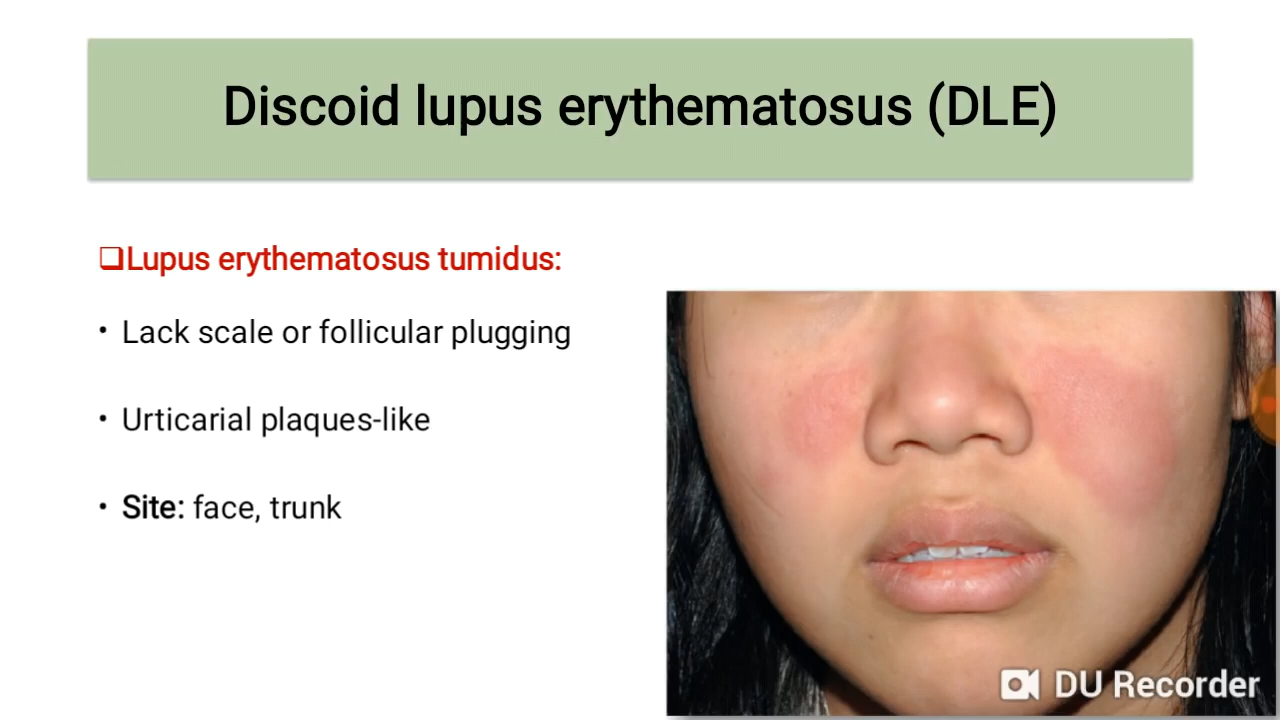 Discoid lupus erythematosus (DLE)
❑Lupus erythematosus tumidus:
• Lack scale or follicular plugging
• Urticarial plaques-like
• Site: face, trunk
DU Recorder